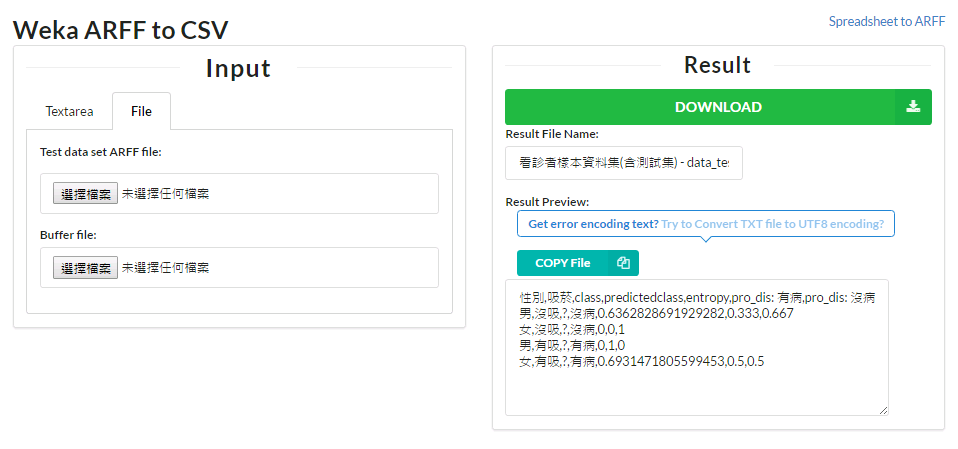 Weka ARFF to CSV
Spreadsheet to ARFF
Input
Textarea
File
Test data set ARFF file:
選擇檔案 未選擇任何檔案
Buffer file:
選擇檔案 未選擇任何檔案
Result
DOWNLOAD
Result File Name:
看診者樣本資料集(含測試集) - data_tes
Result Preview:
Get error encoding text? Try to Convert TXT file to UTF8 encoding?
COPY File
性別,吸菸,class,predictedclass,entropy,pro_dis: 有病,pro_dis: 沒病
男,沒吸,?,沒病,0.6362828691929282,0.333,0.667
女,沒吸,?,沒病,0,0,1
男,有吸,?,有病,0,1,0
女,有吸,?,有病,0.6931471805599453,0.5,0.5